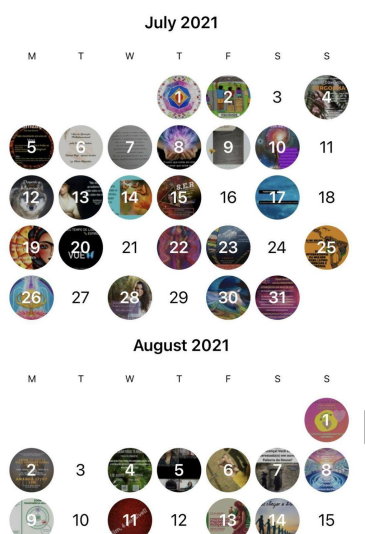 July 2021
M T W T F S S
1 2 3 4
5 6 7 8 9 10 11
12 13 14 15 16 17 18
19 20 21 22 23 24 25
26 27 28 29 30 31
August 2021
M T W T F S S
1
2 3 4 5 6 7 8
9 10 11 12 13 14 15